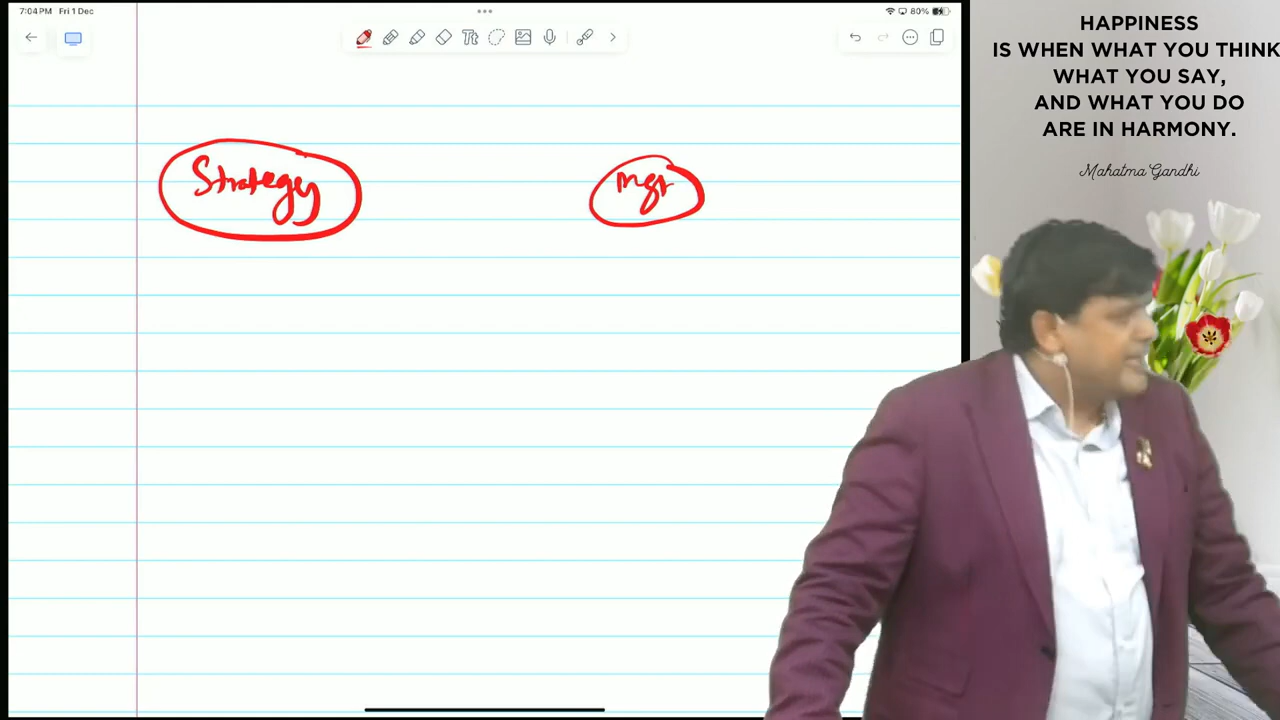 7:04 PM Fri 1 Dec
80%
Strategy
mgt
HAPPINESS
IS WHEN WHAT YOU THINK
WHAT YOU SAY,
AND WHAT YOU DO
ARE IN HARMONY.
Mahatma Gandhi